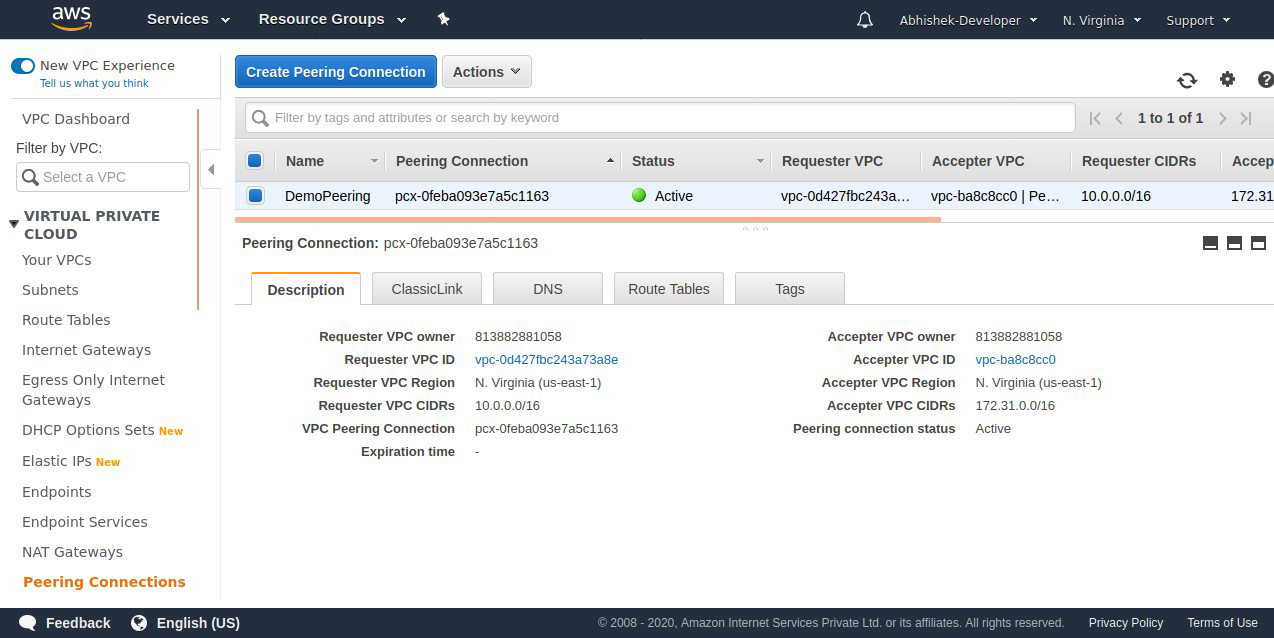 aws Services Resource Groups Abhishek-Developer N. Virginia Support
New VPC Experience
Tell us what you think
VPC Dashboard
Filter by VPC:
Select a VPC
VIRTUAL PRIVATE
CLOUD
Your VPCs
Subnets
Route Tables
Internet Gateways
Egress Only Internet
Gateways
DHCP Options Sets New
Elastic IPs New
Endpoints
Endpoint Services
NAT Gateways
Peering Connections
Create Peering Connection Actions
Filter by tags and attributes or search by keyword 1 to 1 of 1
Name Peering Connection Status Requester VPC Accepter VPC Requester CIDRs Accep
DemoPeering pcx-0feba093e7a5c1163 Active vpc-0d427fbc243a... vpc-ba8c8cc0 | Pe... 10.0.0.0/16 172.31
Peering Connection: pcx-0feba093e7a5c1163
Description ClassicLink DNS Route Tables Tags
Requester VPC owner 813882881058 Accepter VPC owner 813882881058
Requester VPC ID vpc-0d427fbc243a73a8e Accepter VPC ID vpc-ba8c8cc0
Requester VPC Region N. Virginia (us-east-1) Accepter VPC Region N. Virginia (us-east-1)
Requester VPC CIDRs 10.0.0.0/16 Accepter VPC CIDRs 172.31.0.0/16
VPC Peering Connection pcx-0feba093e7a5c1163 Peering connection status Active
Expiration time -
Feedback English (US) © 2008 - 2020, Amazon Internet Services Private Ltd. or its affiliates. All rights reserved. Privacy Policy Terms of Use